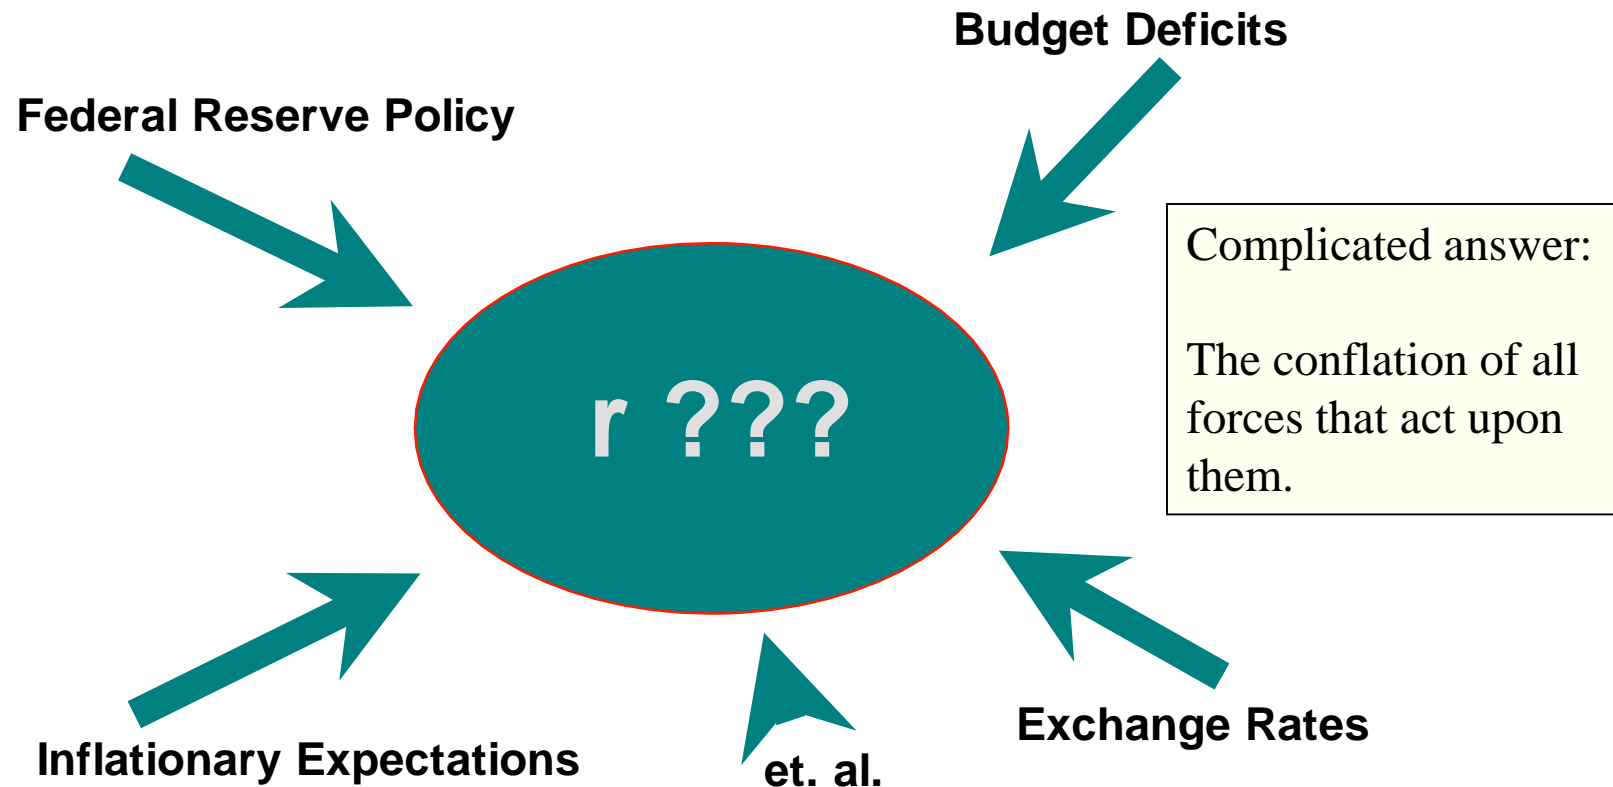 Budget Deficits
Federal Reserve Policy
Complicated answer:
The conflation of all
forces that act upon
them.
r ???
Exchange Rates
Inflationary Expectations
et. al.